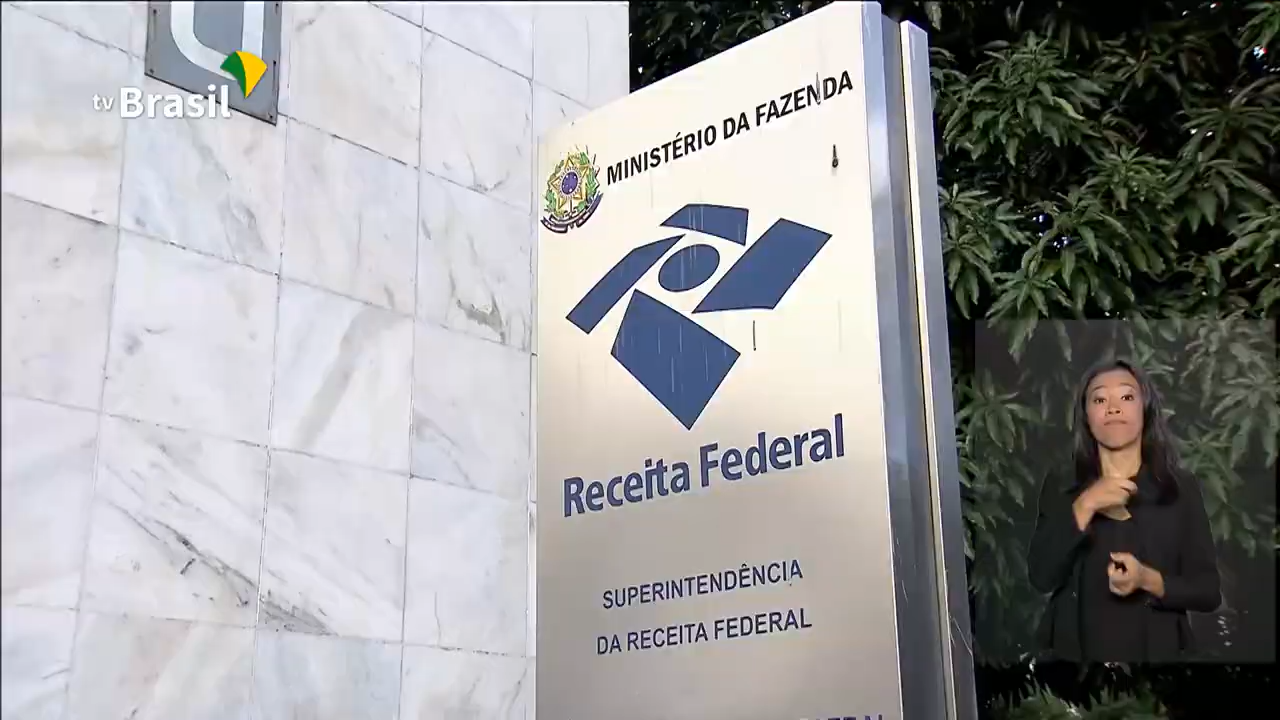 tv Brasil
MINISTÉRIO DA FAZENDA
Receita Federal
SUPERINTENDÊNCIA
DA RECEITA FEDERAL